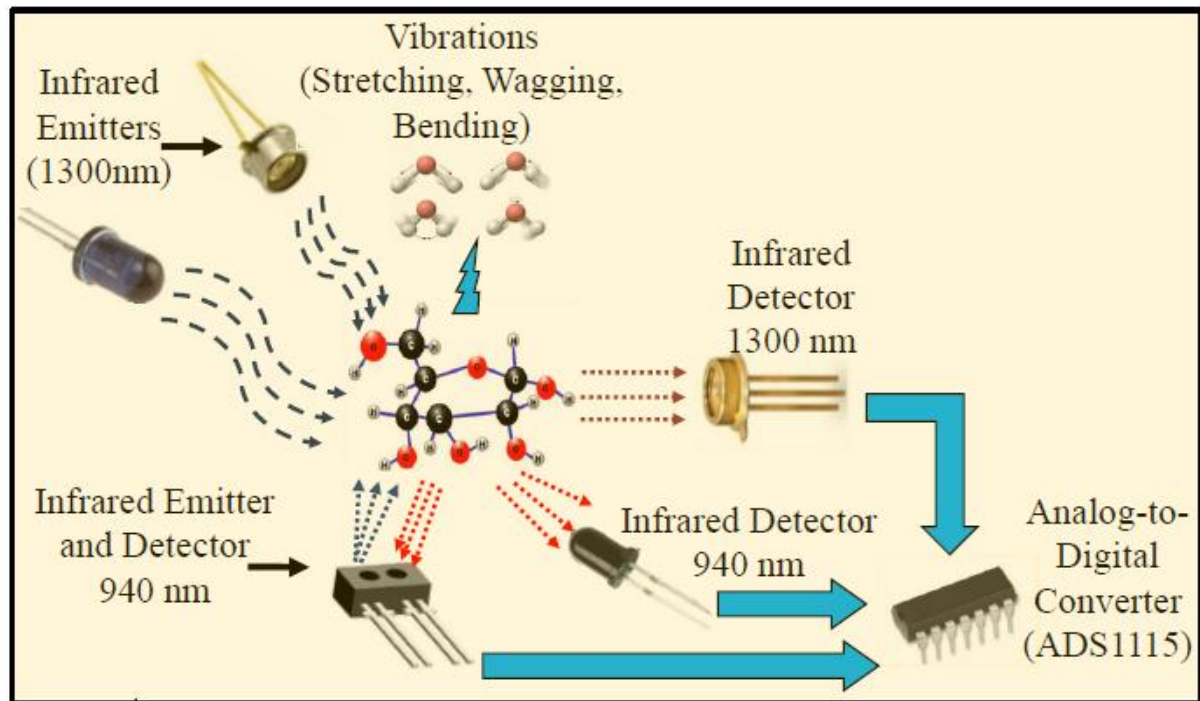 Vibrations
(Stretching, Wagging,
Bending)
Infrared
Emitters
(1300nm)
Infrared
Detector
1300 nm
Infrared Emitter
and Detector
940 nm
Infrared Detector
940 nm
Analog-to-
Digital
Converter
(ADS1115)